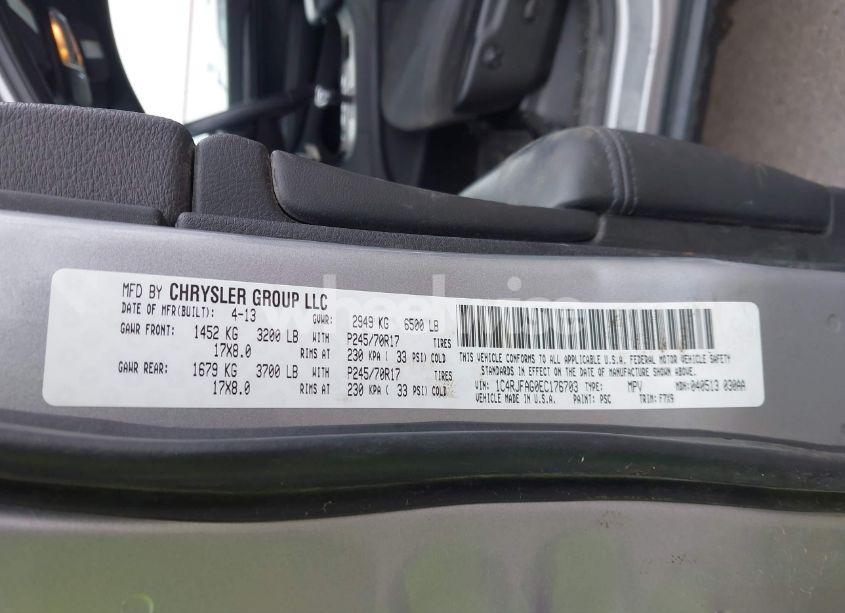 MFD BY CHRYSLER GROUP LLC
DATE OF MFR(BUILT): 4-13 GVWR: 2949 KG 6500 LB
GAWR FRONT: 1452 KG 3200 LB WITH P245/70R17 TIRES
17X8.0 RIMS AT 230 KPA ( 33 PSI) COLD
GAWR REAR: 1679 KG 3700 LB WITH P245/70R17 TIRES
17X8.0 RIMS AT 230 KPA ( 33 PSI) COLD
THIS VEHICLE CONFORMS TO ALL APPLICABLE U.S.A. FEDERAL MOTOR VEHICLE SAFETY
STANDARDS IN EFFECT ON THE DATE OF MANUFACTURE SHOWN ABOVE.
VIN: 1C4RJFAG0EC176703 TYPE: MPV MDH: 040513 030AA
VEHICLE MADE IN U.S.A. PAINT: PSC TRIM: F7X9